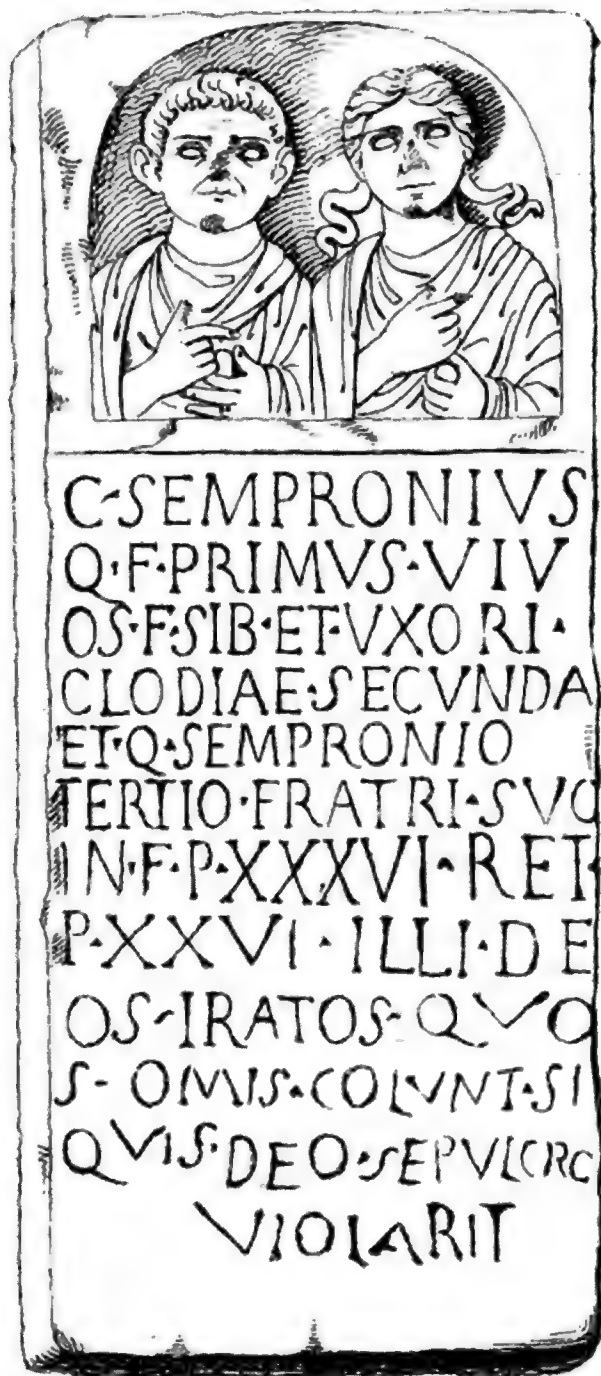 C·SEMPRONIVS
Q·F·PRIMVS·VIV
OS·F·SIB·ET·VXORI·
CLODIAE·SECVNDA
ET·Q·SEMPRONIO
TERTIO·FRATRI·SVO
IN·F·P·XXXVI·RET·
P·XXVI·ILLI·DE
OS·IRATOS·QVO
S·OMIS·COLVNT·SI
QVIS·DEO·SEPVLCRO
VIOLARIT